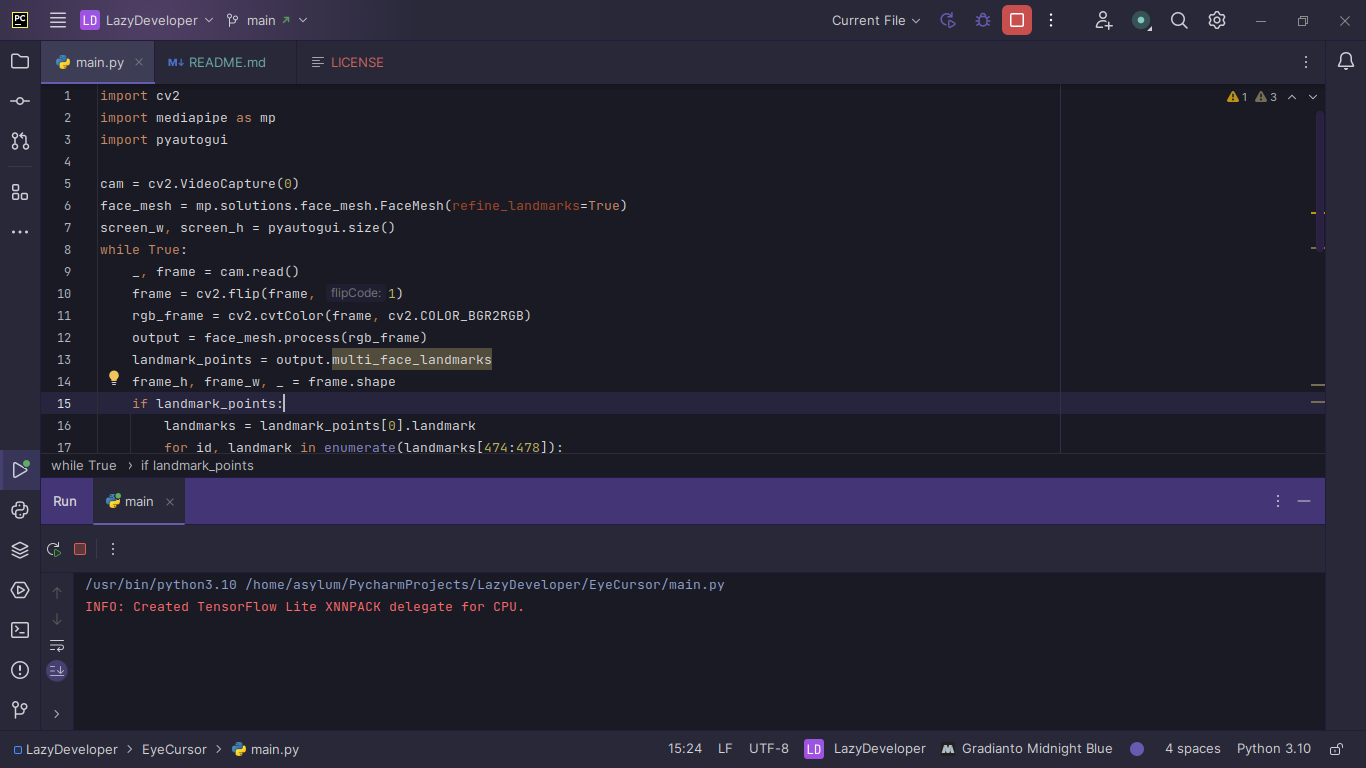 PC LD LazyDeveloper main Current File
main.py README.md LICENSE
1 import cv2 1 3
2 import mediapipe as mp
3 import pyautogui
4
5 cam = cv2.VideoCapture(0)
6 face_mesh = mp.solutions.face_mesh.FaceMesh(refine_landmarks=True)
7 screen_w, screen_h = pyautogui.size()
8 while True:
9 _, frame = cam.read()
10 frame = cv2.flip(frame, flipCode: 1)
11 rgb_frame = cv2.cvtColor(frame, cv2.COLOR_BGR2RGB)
12 output = face_mesh.process(rgb_frame)
13 landmark_points = output.multi_face_landmarks
14 frame_h, frame_w, _ = frame.shape
15 if landmark_points:
16 landmarks = landmark_points[0].landmark
17 for id, landmark in enumerate(landmarks[474:478]):
while True › if landmark_points
Run main
/usr/bin/python3.10 /home/asylum/PycharmProjects/LazyDeveloper/EyeCursor/main.py
INFO: Created TensorFlow Lite XNNPACK delegate for CPU.
LazyDeveloper › EyeCursor › main.py 15:24 LF UTF-8 LD LazyDeveloper Gradianto Midnight Blue 4 spaces Python 3.10